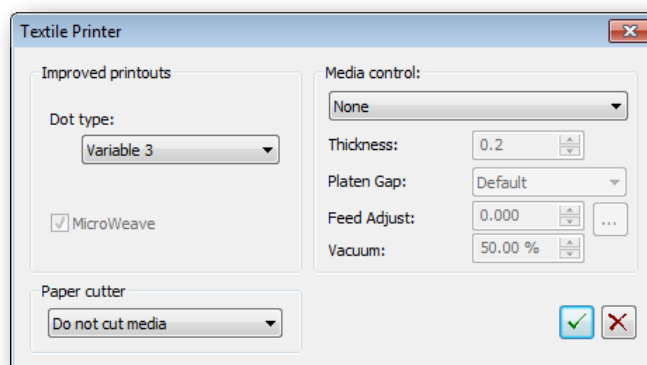 Textile Printer
Improved printouts
Dot type:
Variable 3
MicroWeave
Paper cutter
Do not cut media
Media control:
None
Thickness:
0.2
Platen Gap:
Default
Feed Adjust:
0.000
...
Vacuum:
50.00 %